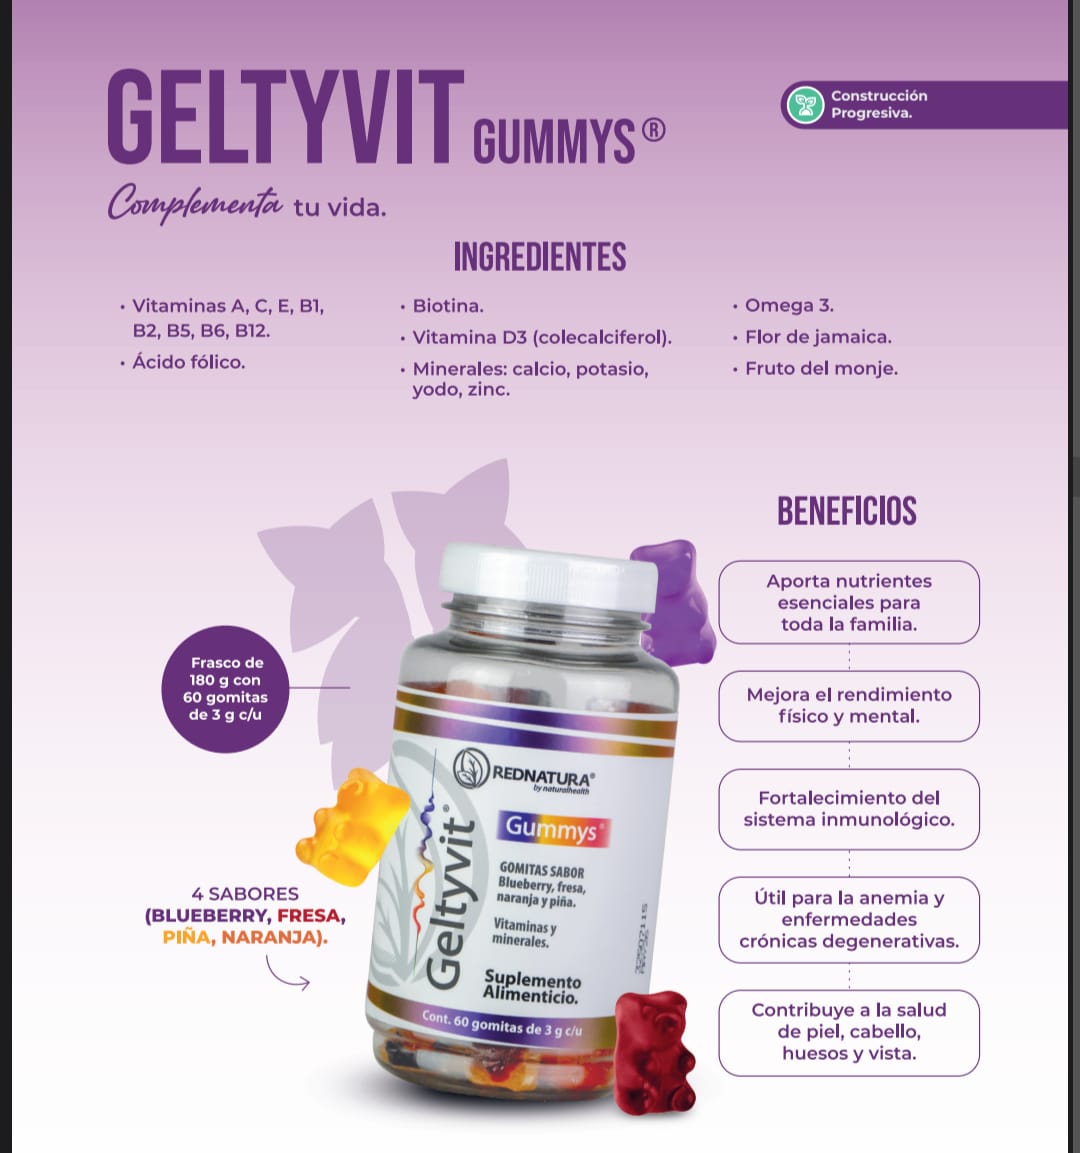 GELTYVIT GUMMYS®
Complementa tu vida.
Construcción
Progresiva.
INGREDIENTES
• Vitaminas A, C, E, B1,
B2, B5, B6, B12.
• Ácido fólico.
• Biotina.
• Vitamina D3 (colecalciferol).
• Minerales: calcio, potasio,
yodo, zinc.
• Omega 3.
• Flor de jamaica.
• Fruto del monje.
BENEFICIOS
Aporta nutrientes
esenciales para
toda la familia.
Mejora el rendimiento
físico y mental.
Fortalecimiento del
sistema inmunológico.
Útil para la anemia y
enfermedades
crónicas degenerativas.
Contribuye a la salud
de piel, cabello,
huesos y vista.
Frasco de
180 g con
60 gomitas
de 3 g c/u
4 SABORES
(BLUEBERRY, FRESA,
PIÑA, NARANJA).
REDNATURA®
by naturalhealth
Geltyvit®
Gummys®
GOMITAS SABOR
Blueberry, fresa,
naranja y piña.
Vitaminas y
minerales.
Suplemento
Alimenticio.
Cont. 60 gomitas de 3 g c/u